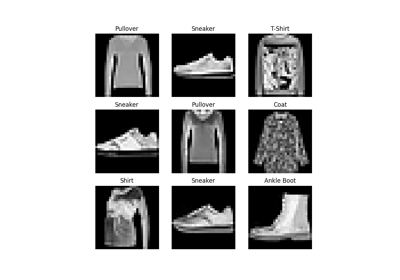 Pullover
Sneaker
T-Shirt
Sneaker
Pullover
Coat
Shirt
Sneaker
Ankle Boot